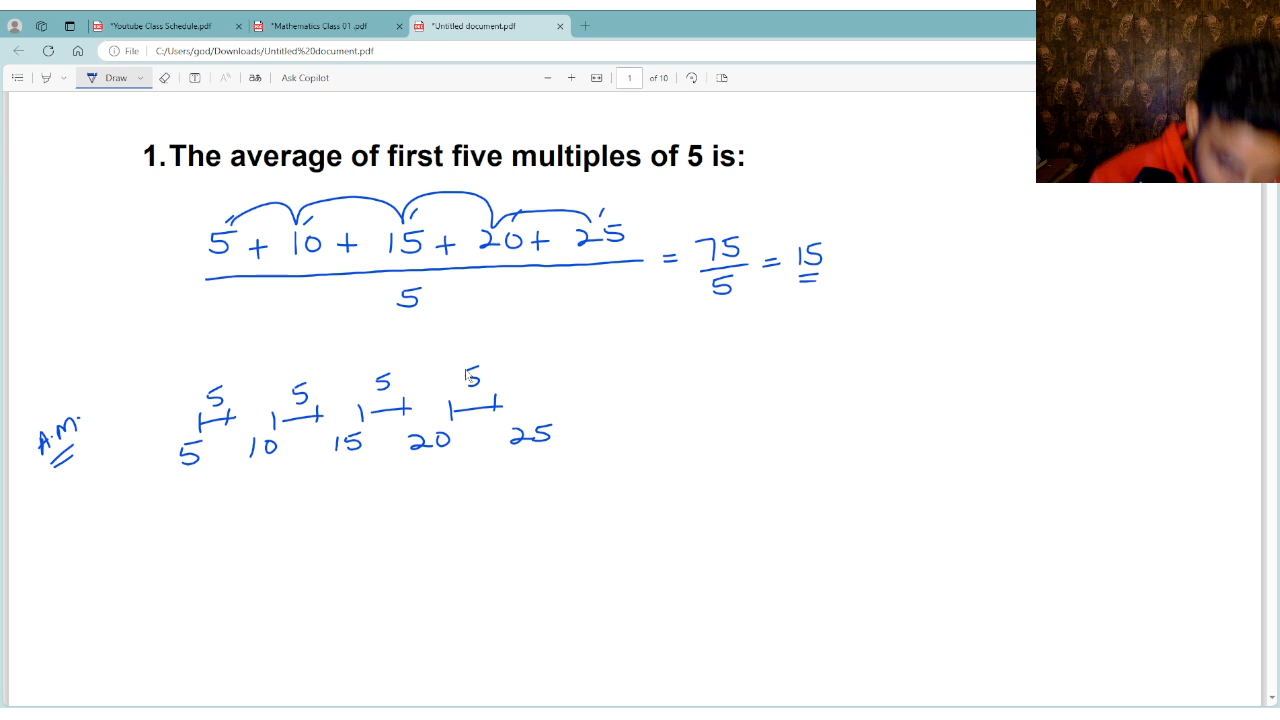 *Youtube Class Schedule.pdf
*Mathematics Class 01 .pdf
*Untitled document.pdf
File
C:/Users/god/Downloads/Untitled%20document.pdf
Draw
Ask Copilot
1
of 10
1. The average of first five multiples of 5 is:
5 + 10 + 15 + 20 + 25
5
= 75/5 = 15
5 5 5 5
A.M.
5 10 15 20 25